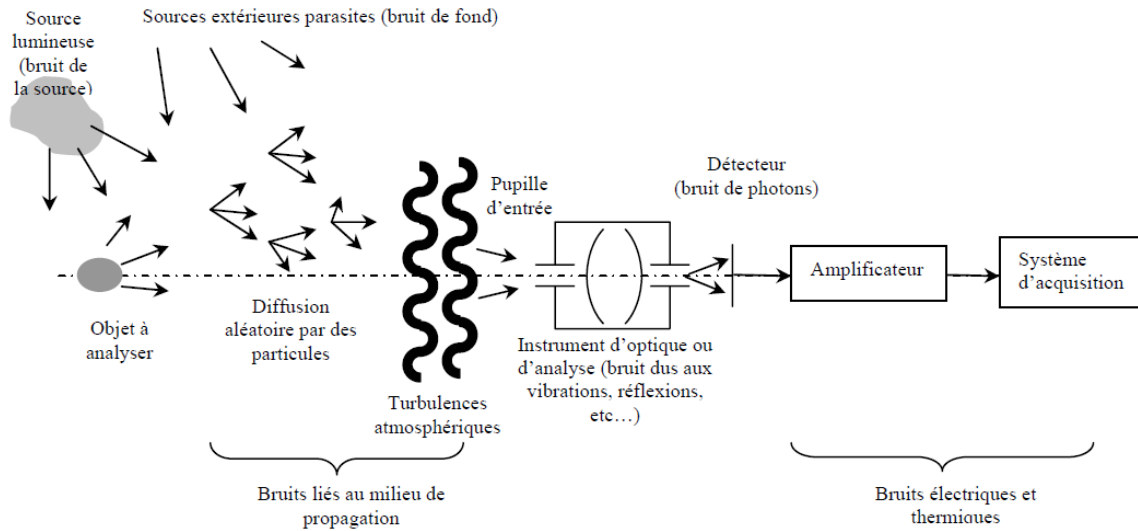 Source
lumineuse
(bruit de
la source)
Sources extérieures parasites (bruit de fond)
Objet à
analyser
Diffusion
aléatoire par des
particules
Turbulences
atmosphériques
Pupille
d'entrée
Instrument d'optique ou
d'analyse (bruit dus aux
vibrations, réflexions,
etc…)
Détecteur
(bruit de photons)
Amplificateur
Système
d'acquisition
Bruits liés au milieu de
propagation
Bruits électriques et
thermiques